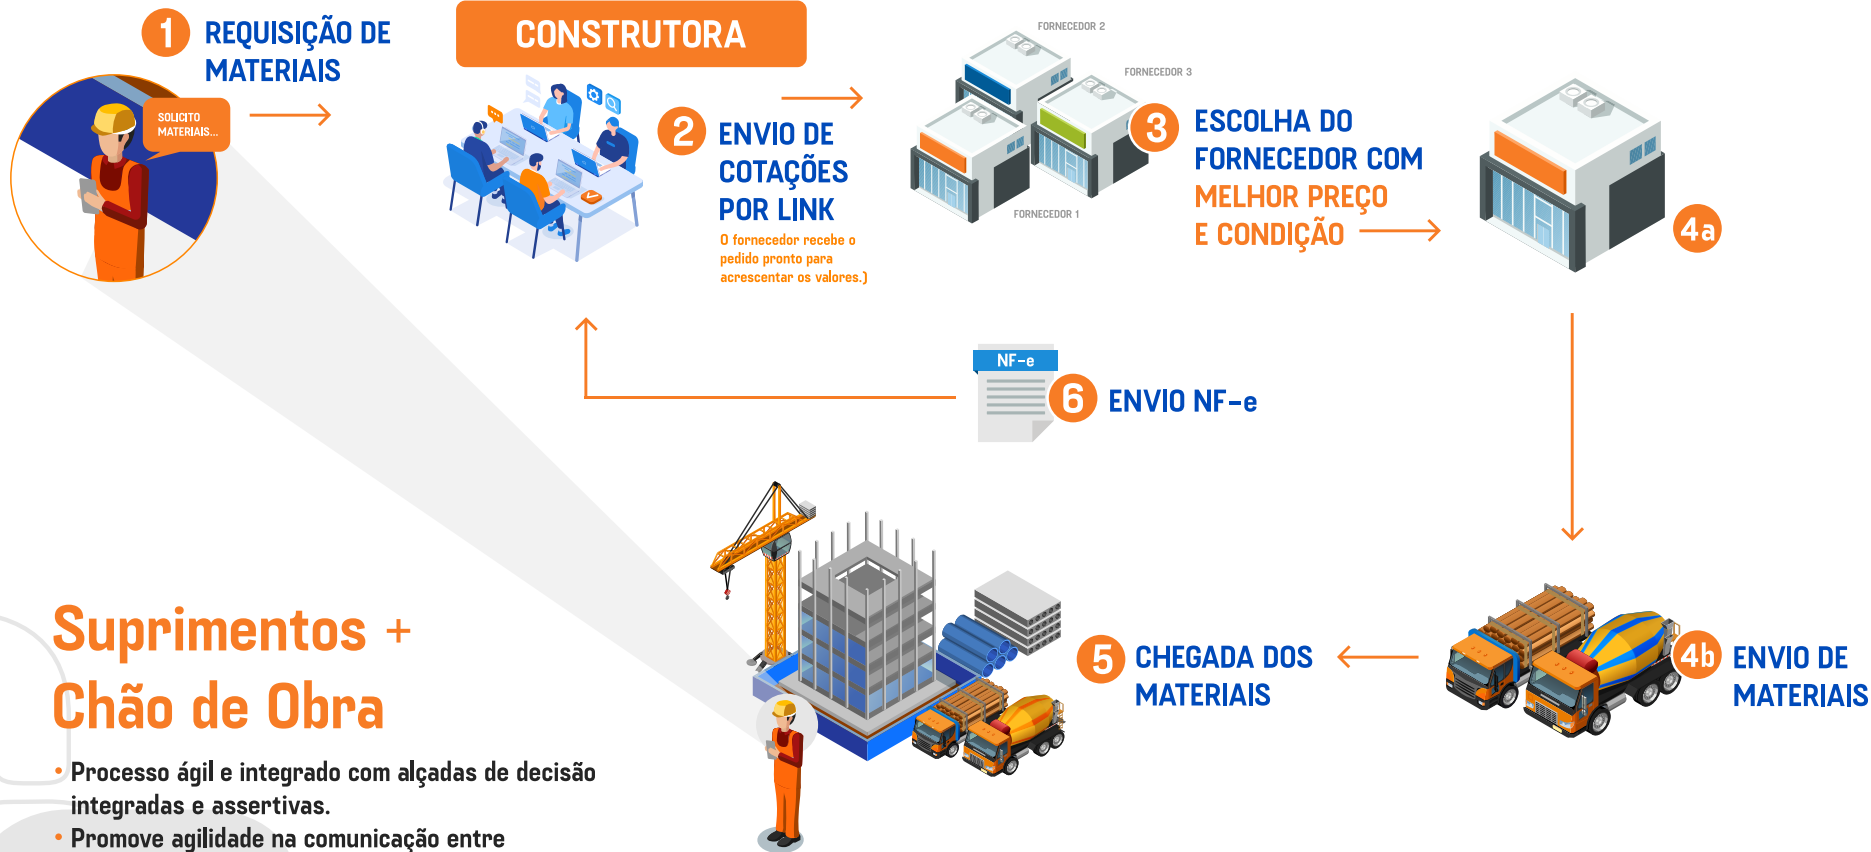 1
REQUISIÇÃO DE
MATERIAIS
SOLICITO
MATERIAIS...
CONSTRUTORA
2
ENVIO DE
COTAÇÕES
POR LINK
O fornecedor recebe o
pedido pronto para
acrescentar os valores.)
FORNECEDOR 2
FORNECEDOR 3
FORNECEDOR 1
3
ESCOLHA DO
FORNECEDOR COM
MELHOR PREÇO
E CONDIÇÃO
4a
NF-e
6
ENVIO NF-e
4b
ENVIO DE
MATERIAIS
5
CHEGADA DOS
MATERIAIS
Suprimentos +
Chão de Obra
• Processo ágil e integrado com alçadas de decisão
integradas e assertivas.
• Promove agilidade na comunicação entre